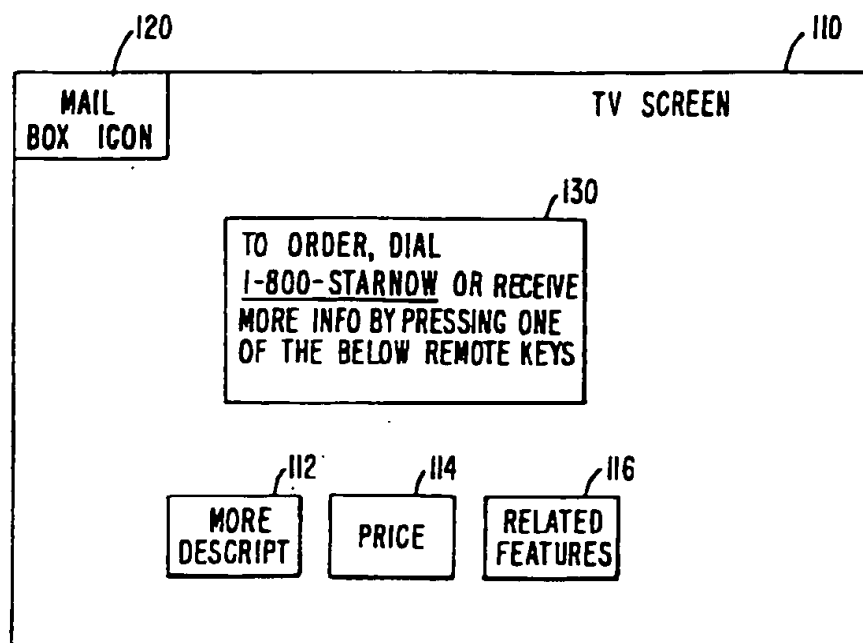 120
110
MAIL
BOX ICON
TV SCREEN
130
TO ORDER, DIAL
1-800-STARNOW OR RECEIVE
MORE INFO BY PRESSING ONE
OF THE BELOW REMOTE KEYS
112
114
116
MORE
DESCRIPT
PRICE
RELATED
FEATURES